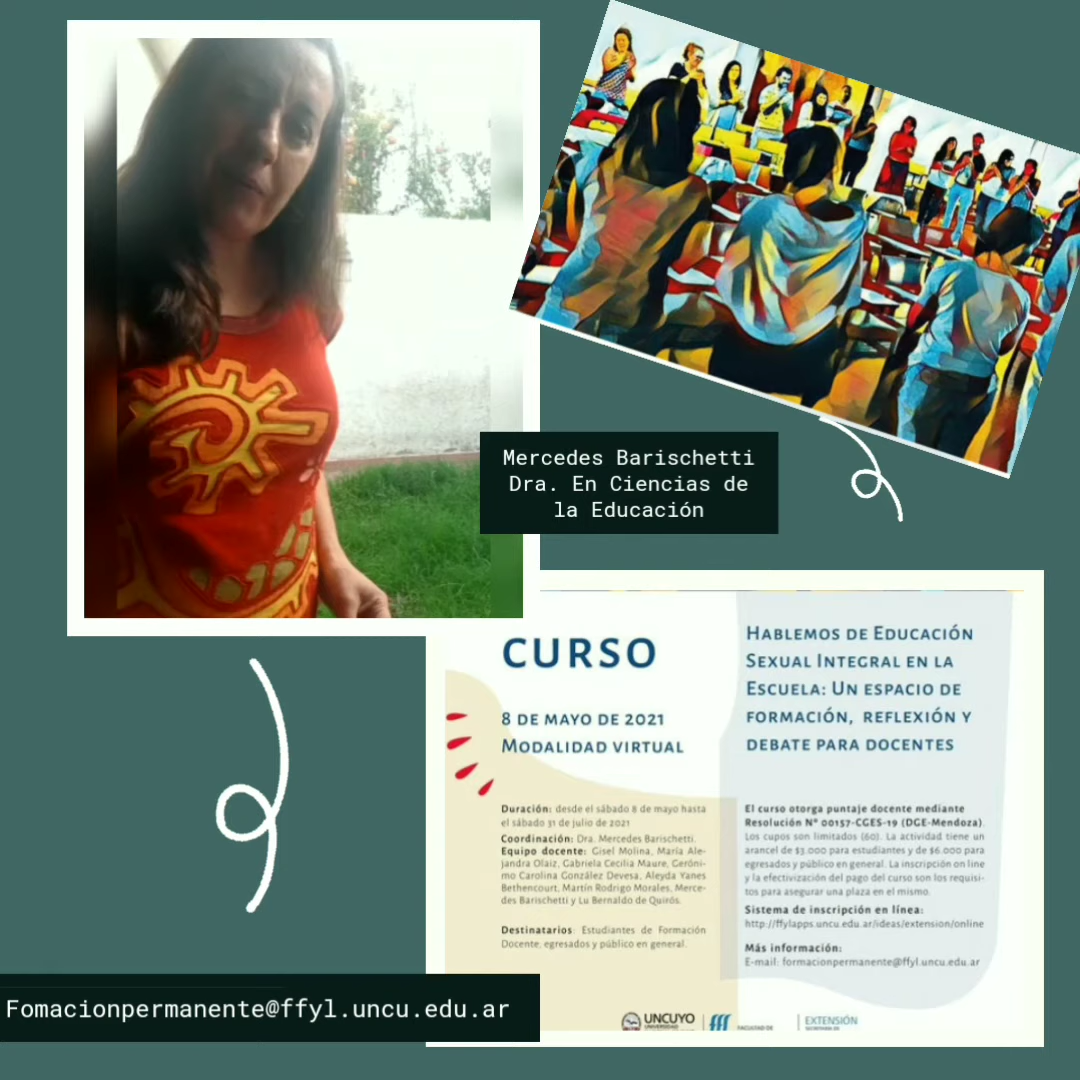 Mercedes Barischetti
Dra. En Ciencias de
la Educación
CURSO
8 DE MAYO DE 2021
MODALIDAD VIRTUAL
HABLEMOS DE EDUCACIÓN
SEXUAL INTEGRAL EN LA
ESCUELA: UN ESPACIO DE
FORMACIÓN, REFLEXIÓN Y
DEBATE PARA DOCENTES
Duración: desde el sábado 8 de mayo hasta
el sábado 31 de julio de 2021
Coordinación: Dra. Mercedes Barischetti.
Equipo docente: Gisel Molina, María Ale-
jandra Olaiz, Gabriela Cecilia Maure, Geróni-
mo Carolina González Devesa, Aleyda Yanes
Bethencourt, Martín Rodrigo Morales, Merce-
des Barischetti y Lu Bernaldo de Quirós.
Destinatarios: Estudiantes de Formación
Docente, egresados y público en general.
El curso otorga puntaje docente mediante
Resolución N° 00157-CGES-19 (DGE-Mendoza).
Los cupos son limitados (60). La actividad tiene un
arancel de $3.000 para estudiantes y de $6.000 para
egresados y público en general. La inscripción on line
y la efectivización del pago del curso son los requisi-
tos para asegurar una plaza en el mismo.
Sistema de inscripción en línea:
http://ffylapps.uncu.edu.ar/ideas/extension/online
Más información:
E-mail: formacionpermanente@ffyl.uncu.edu.ar
Fomacionpermanente@ffyl.uncu.edu.ar
UNCUYO
UNIVERSIDAD
fff
FACULTAD DE
EXTENSIÓN
SECRETARÍA DE